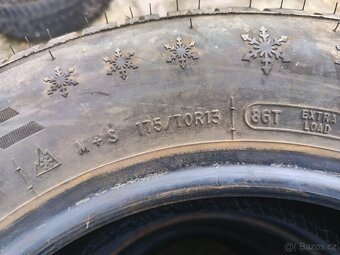 M+S 175/70R13 86T EXTRA
LOAD
bazos.cz